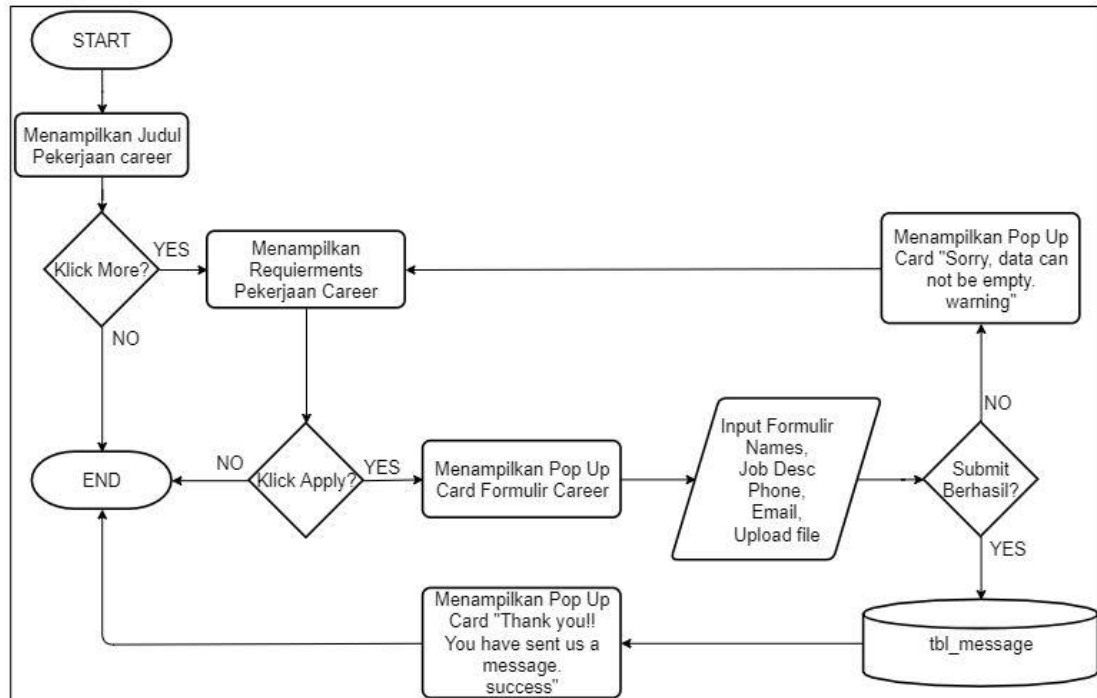 START
Menampilkan Judul
Pekerjaan career
Klick More?
YES
NO
Menampilkan
Requierments
Pekerjaan Career
Menampilkan Pop Up
Card "Sorry, data can
not be empty.
warning"
END
NO
Klick Apply?
YES
Menampilkan Pop Up
Card Formulir Career
Input Formulir
Names,
Job Desc
Phone,
Email,
Upload file
NO
Submit
Berhasil?
YES
Menampilkan Pop Up
Card "Thank you!!
You have sent us a
message.
success"
tbl_message